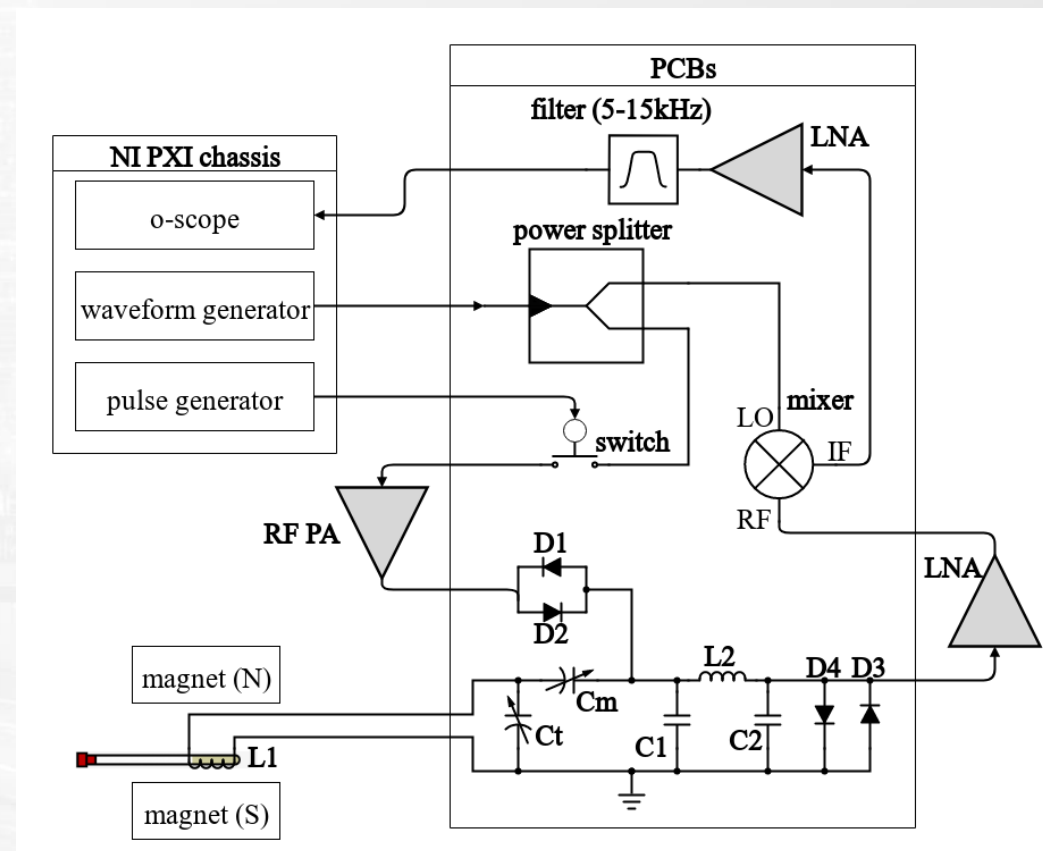 PCBs
filter (5-15kHz)
LNA
NI PXI chassis
o-scope
power splitter
waveform generator
pulse generator
mixer
LO
switch
IF
RF
RF PA
D1
LNA
D2
L2
D4 D3
magnet (N)
Cm
Ct
C1
C2
L1
magnet (S)